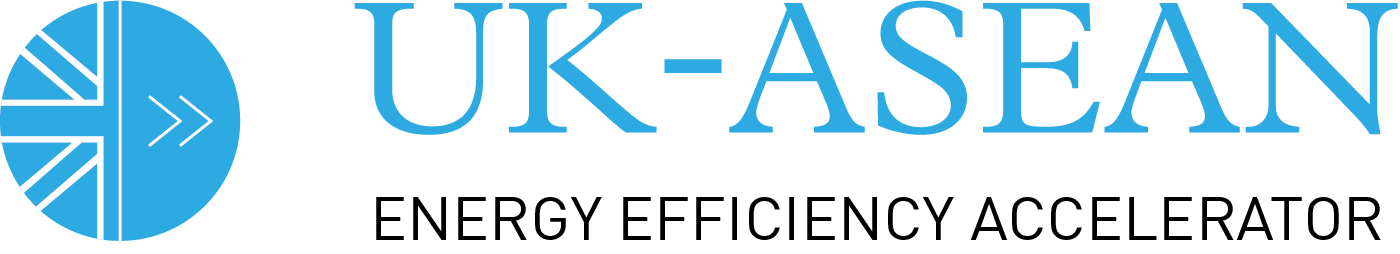 UK-ASEAN
ENERGY EFFICIENCY ACCELERATOR